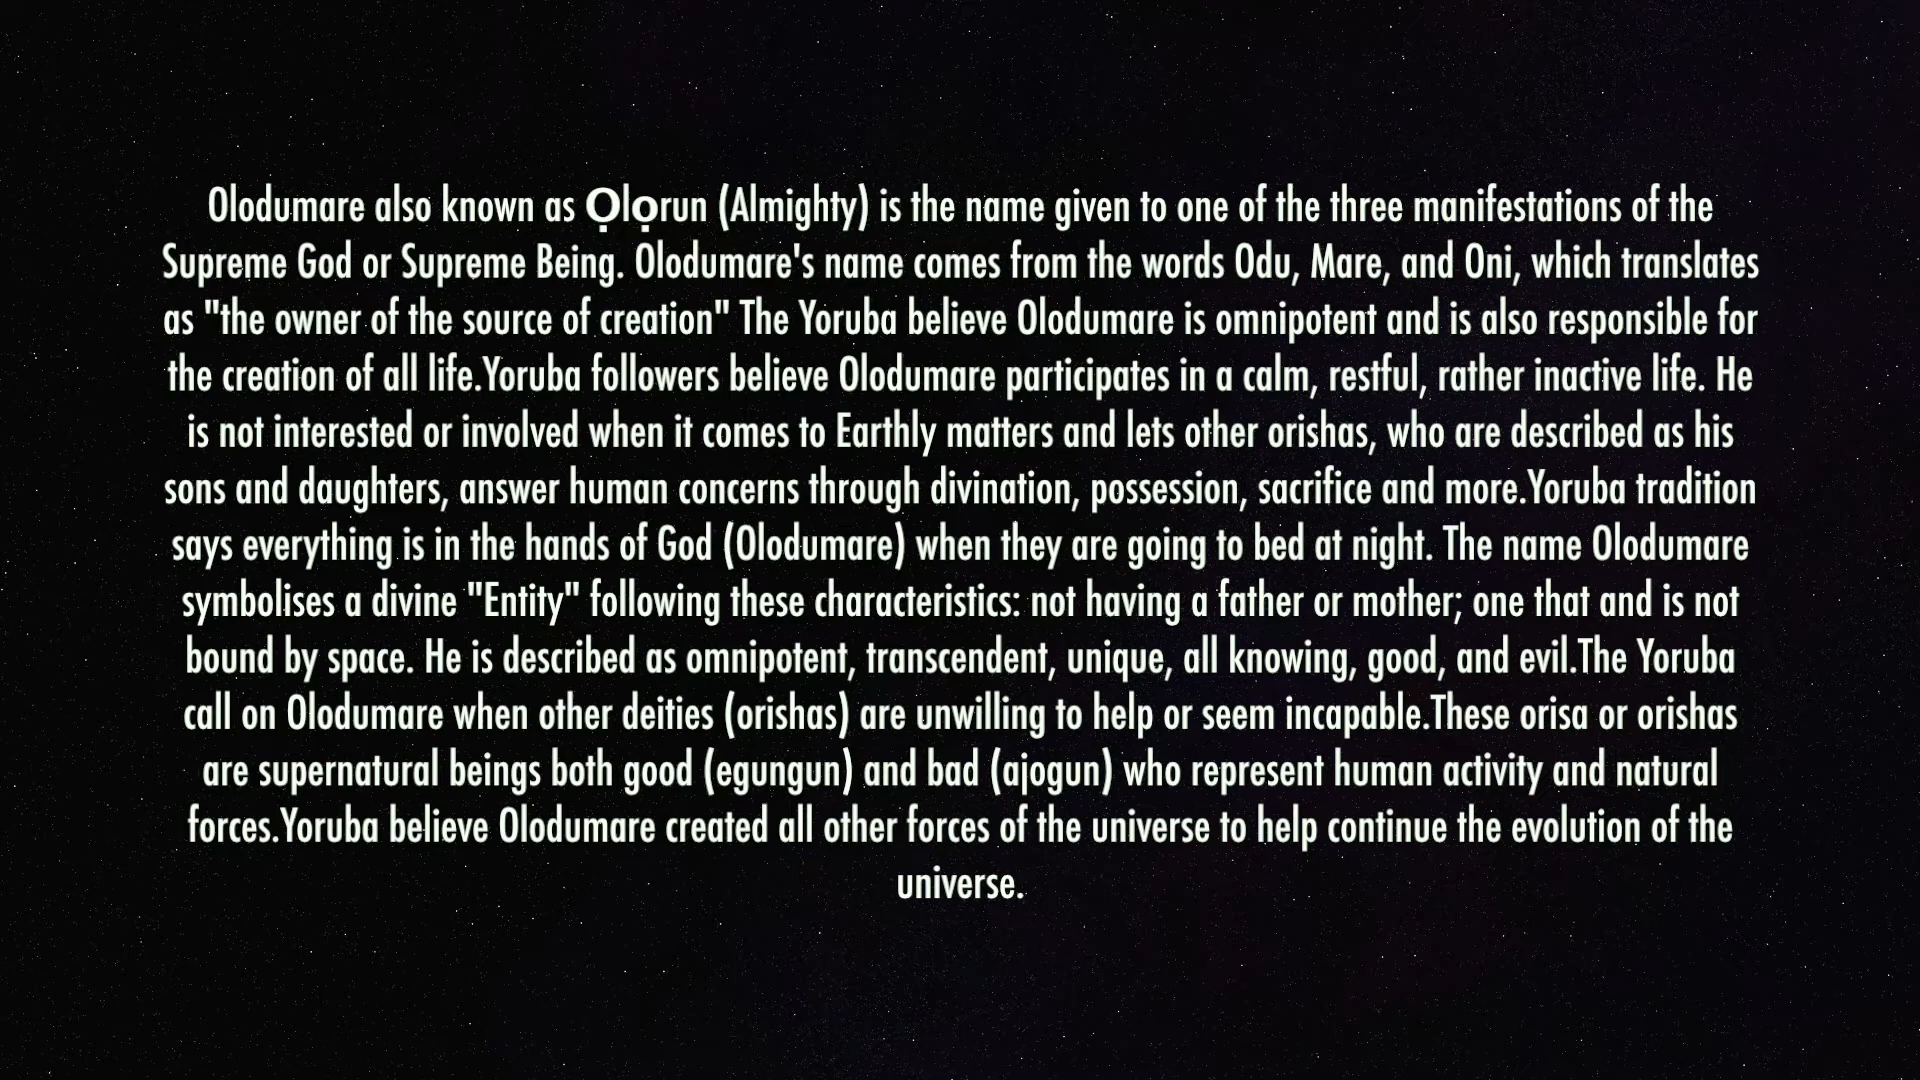 Olodumare also known as Ọlọrun (Almighty) is the name given to one of the three manifestations of the
Supreme God or Supreme Being. Olodumare's name comes from the words Odu, Mare, and Oni, which translates
as "the owner of the source of creation" The Yoruba believe Olodumare is omnipotent and is also responsible for
the creation of all life.Yoruba followers believe Olodumare participates in a calm, restful, rather inactive life. He
is not interested or involved when it comes to Earthly matters and lets other orishas, who are described as his
sons and daughters, answer human concerns through divination, possession, sacrifice and more.Yoruba tradition
says everything is in the hands of God (Olodumare) when they are going to bed at night. The name Olodumare
symbolises a divine "Entity" following these characteristics: not having a father or mother; one that and is not
bound by space. He is described as omnipotent, transcendent, unique, all knowing, good, and evil.The Yoruba
call on Olodumare when other deities (orishas) are unwilling to help or seem incapable.These orisa or orishas
are supernatural beings both good (egungun) and bad (ajogun) who represent human activity and natural
forces.Yoruba believe Olodumare created all other forces of the universe to help continue the evolution of the
universe.